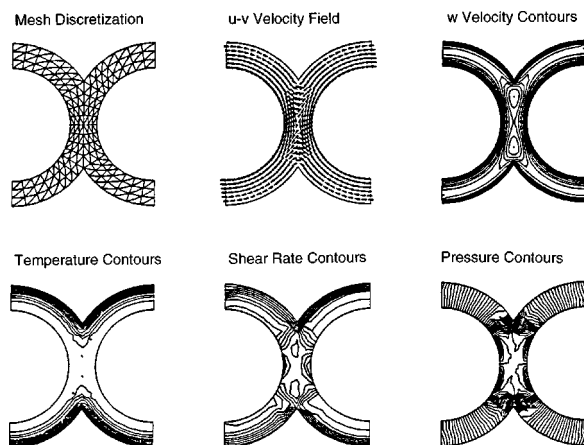 Mesh Discretization
u-v Velocity Field
w Velocity Contours
Temperature Contours
Shear Rate Contours
Pressure Contours